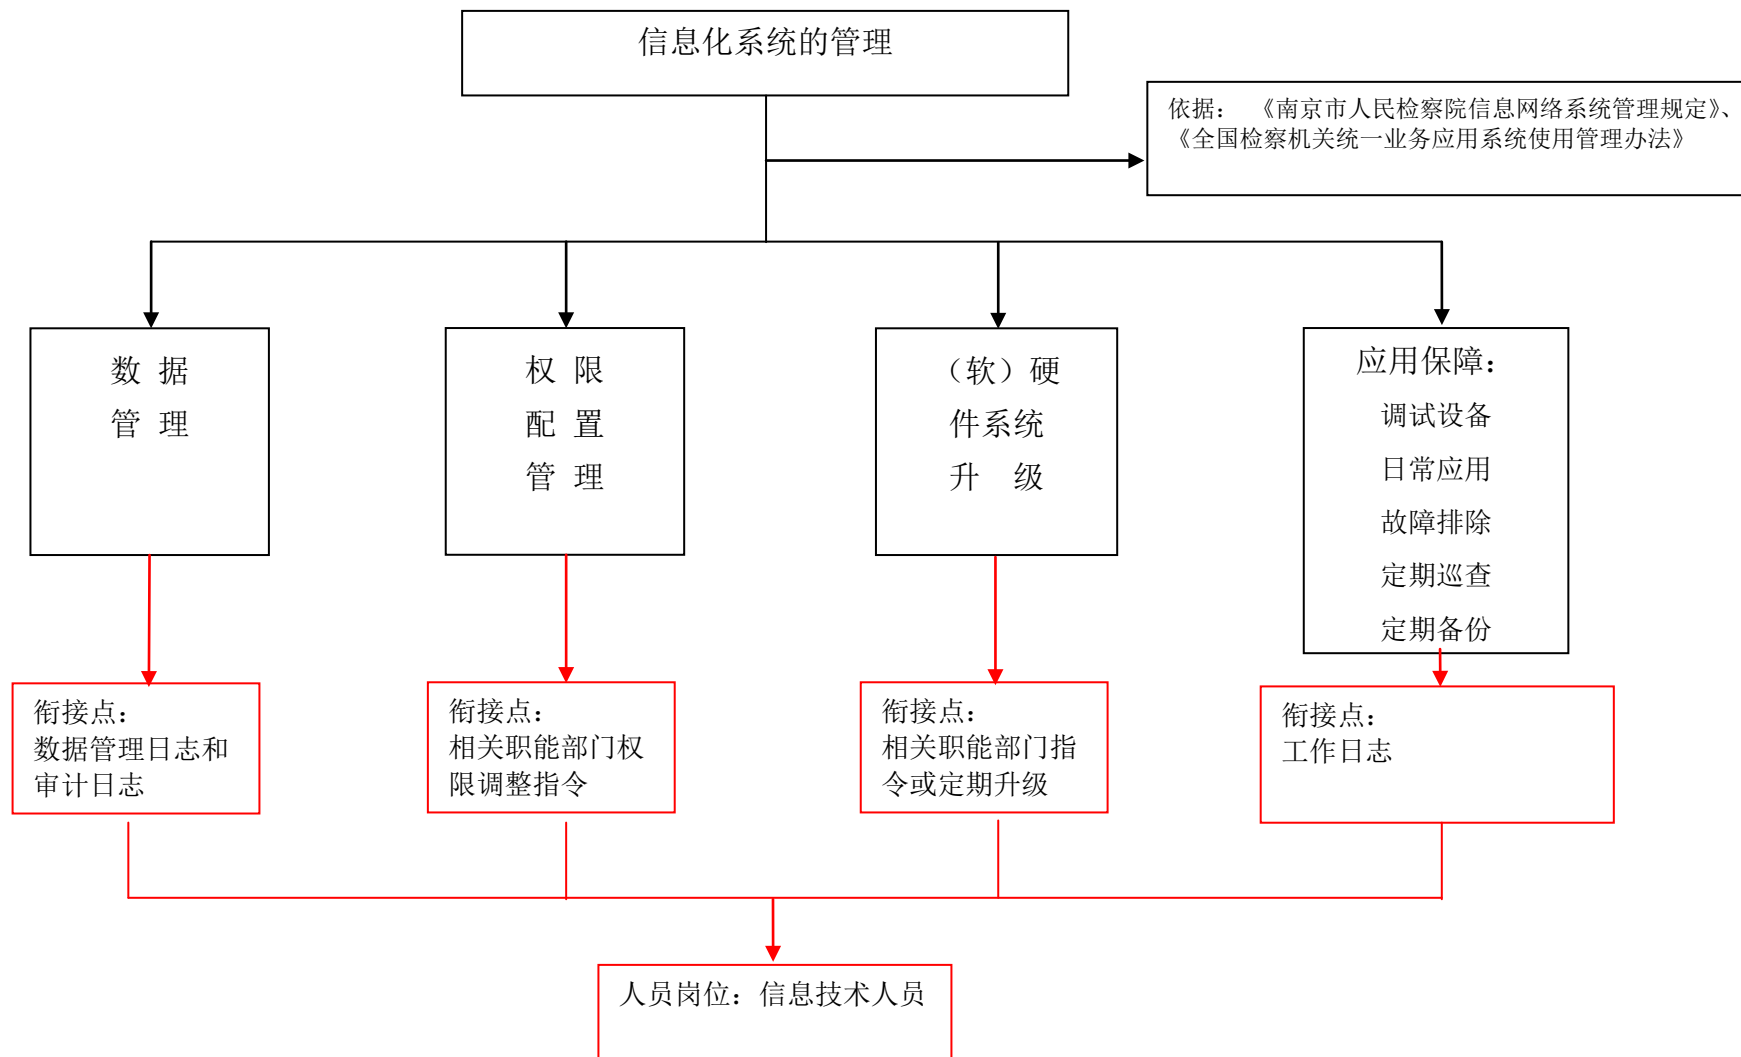 信息化系统的管理
依据： 《南京市人民检察院信息网络系统管理规定》、
《全国检察机关统一业务应用系统使用管理办法》
数 据
管 理
权 限
配 置
管 理
（软）硬
件系统
升 级
应用保障：
调试设备
日常应用
故障排除
定期巡查
定期备份
衔接点：
数据管理日志和
审计日志
衔接点：
相关职能部门权
限调整指令
衔接点：
相关职能部门指
令或定期升级
衔接点：
工作日志
人员岗位：信息技术人员